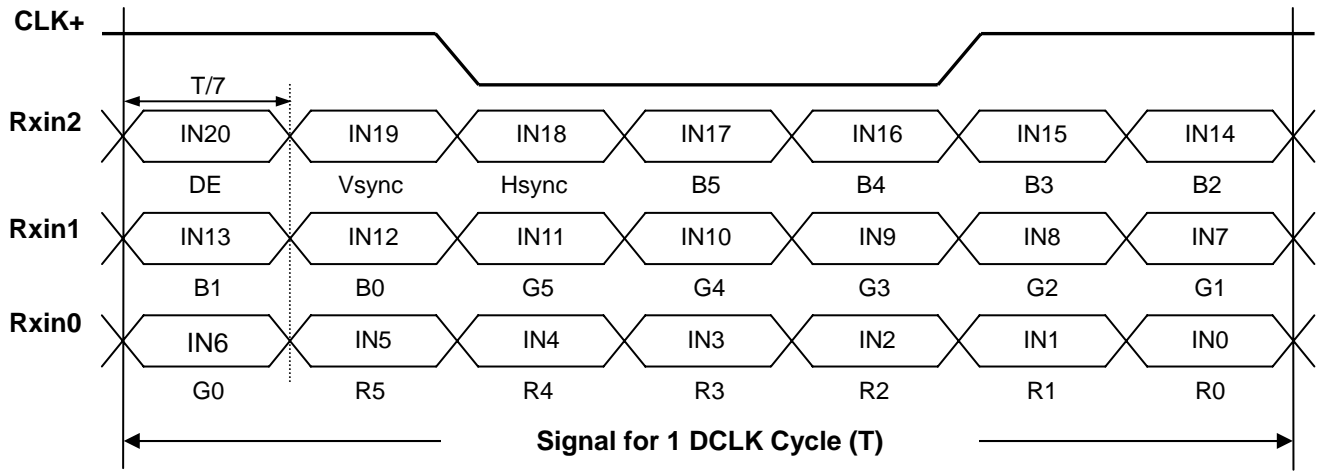 CLK+
T/7
Rxin2 IN20 IN19 IN18 IN17 IN16 IN15 IN14
DE Vsync Hsync B5 B4 B3 B2
Rxin1 IN13 IN12 IN11 IN10 IN9 IN8 IN7
B1 B0 G5 G4 G3 G2 G1
Rxin0 IN6 IN5 IN4 IN3 IN2 IN1 IN0
G0 R5 R4 R3 R2 R1 R0
Signal for 1 DCLK Cycle (T)